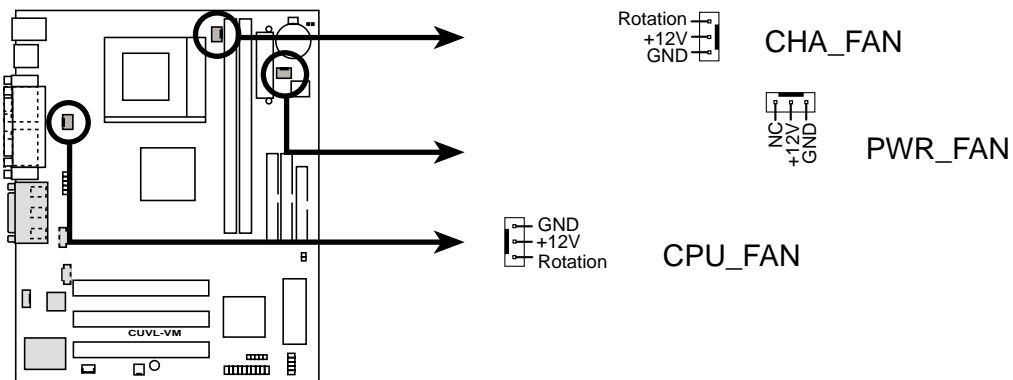 Rotation
+12V
GND
CHA_FAN
NC
+12V
GND
PWR_FAN
GND
+12V
Rotation
CPU_FAN
CUVL-VM